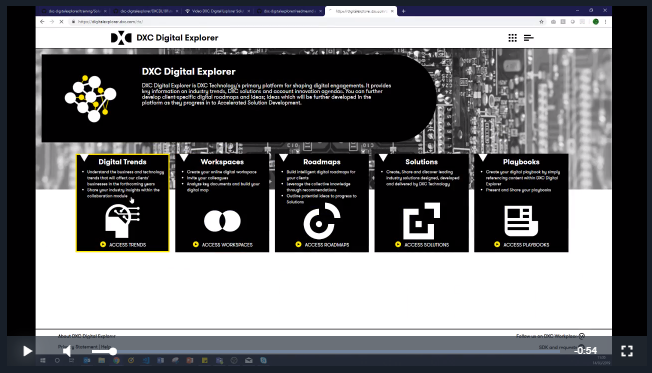 https://digitalexplorer.dxc.com/
DXC Digital Explorer
DXC Digital Explorer
DXC Digital Explorer is DXC Technology's primary platform for shaping digital engagements. It provides
key information on industry trends, DXC solutions and account innovation agendas. You can further
develop client-specific digital roadmaps and ideas; ideas which will be further developed in the
platform as they progress in to Accelerated Solution Development.
Digital Trends
Understand the business and technology
trends that will affect our clients'
businesses in the forthcoming years
Share your industry insights within the
collaboration module
ACCESS TRENDS
Workspaces
Create your online digital workspace
Invite your colleagues
Analyze key documents and build your
digital map
ACCESS WORKSPACES
Roadmaps
Build intelligent digital roadmaps for
your clients
Leverage the collective knowledge
through recommendations
Outline potential ideas to progress to
Solutions
ACCESS ROADMAPS
Solutions
Create, Share and discover leading
industry solutions designed, developed
and delivered by DXC Technology
ACCESS SOLUTIONS
Playbooks
Create your digital playbook by simply
referencing content within DXC Digital
Explorer
Present and Share your playbooks
ACCESS PLAYBOOKS
About DXC Digital Explorer
Follow us on DXC Workplace
Privacy Statement | Help
-0:54